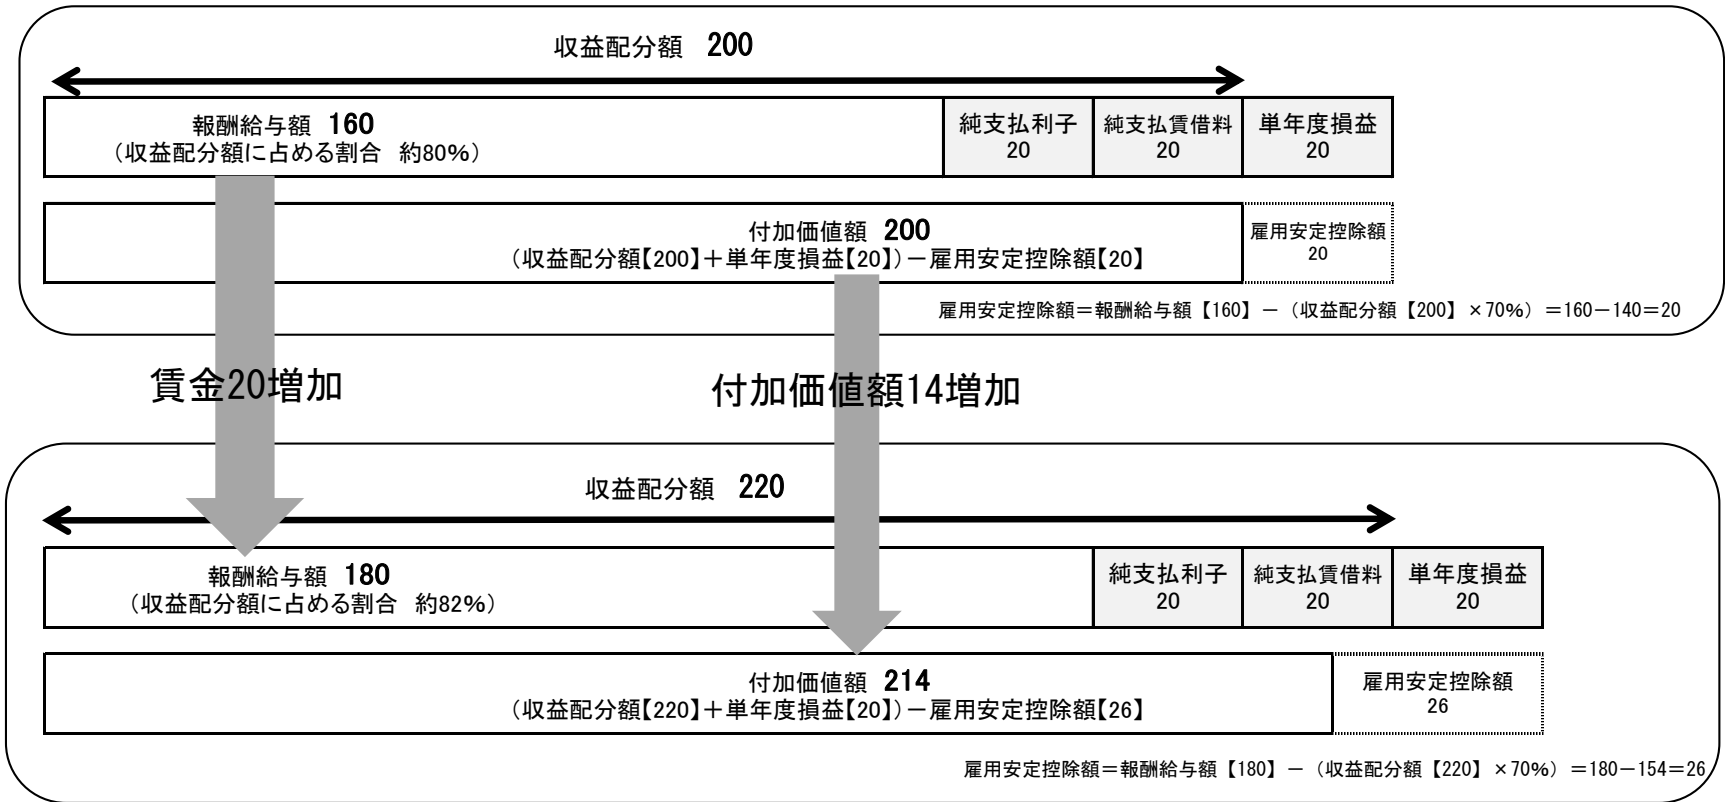 収益配分額 200
報酬給与額 160
（収益配分額に占める割合 約80%）
純支払利子
20
純支払賃借料
20
単年度損益
20
付加価値額 200
（収益配分額【200】＋単年度損益【20】）－雇用安定控除額【20】
雇用安定控除額
20
雇用安定控除額＝報酬給与額【160】－（収益配分額【200】×70%）＝160－140＝20
賃金20増加
付加価値額14増加
収益配分額 220
報酬給与額 180
（収益配分額に占める割合 約82%）
純支払利子
20
純支払賃借料
20
単年度損益
20
付加価値額 214
（収益配分額【220】＋単年度損益【20】）－雇用安定控除額【26】
雇用安定控除額
26
雇用安定控除額＝報酬給与額【180】－（収益配分額【220】×70%）＝180－154=26